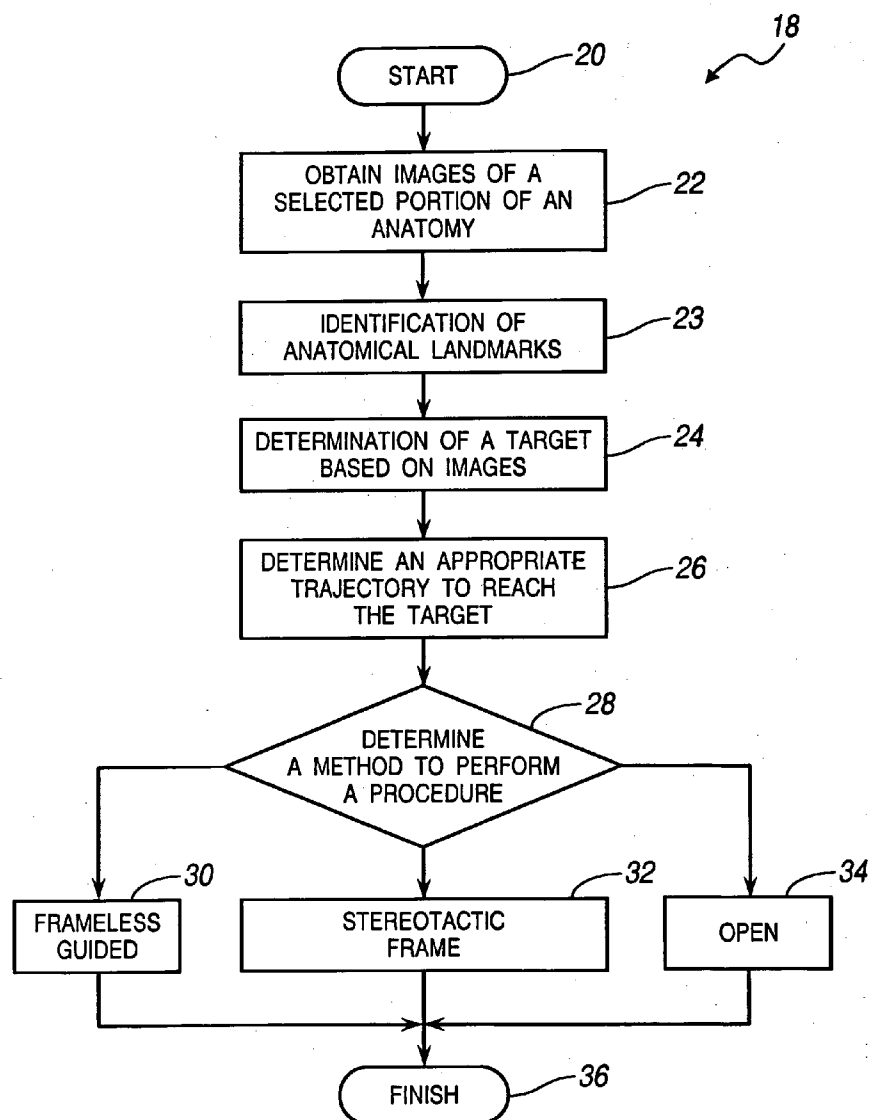 18
START
20
OBTAIN IMAGES OF A
SELECTED PORTION OF AN
ANATOMY
22
IDENTIFICATION OF
ANATOMICAL LANDMARKS
23
DETERMINATION OF A TARGET
BASED ON IMAGES
24
DETERMINE AN APPROPRIATE
TRAJECTORY TO REACH
THE TARGET
26
28
DETERMINE
A METHOD TO PERFORM
A PROCEDURE
30
FRAMELESS
GUIDED
32
STEREOTACTIC
FRAME
34
OPEN
FINISH
36